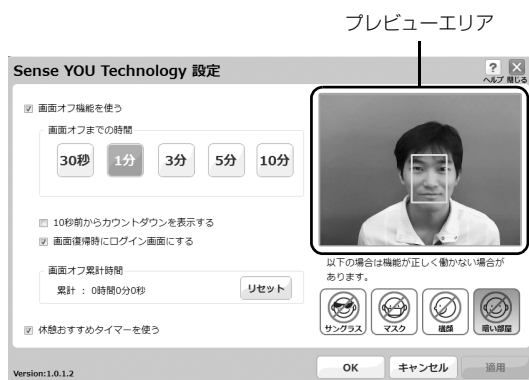 プレビューエリア
Sense YOU Technology 設定
? ×
ヘルプ 閉じる
画面オフ機能を使う
画面オフまでの時間
30秒 1分 3分 5分 10分
10秒前からカウントダウンを表示する
画面復帰時にログイン画面にする
画面オフ累計時間
累計 : 0時間0分0秒 リセット
休憩おすすめタイマーを使う
以下の場合は機能が正しく働かない場合が
あります。
サングラス マスク 横顔 暗い部屋
Version:1.0.1.2
OK キャンセル 適用